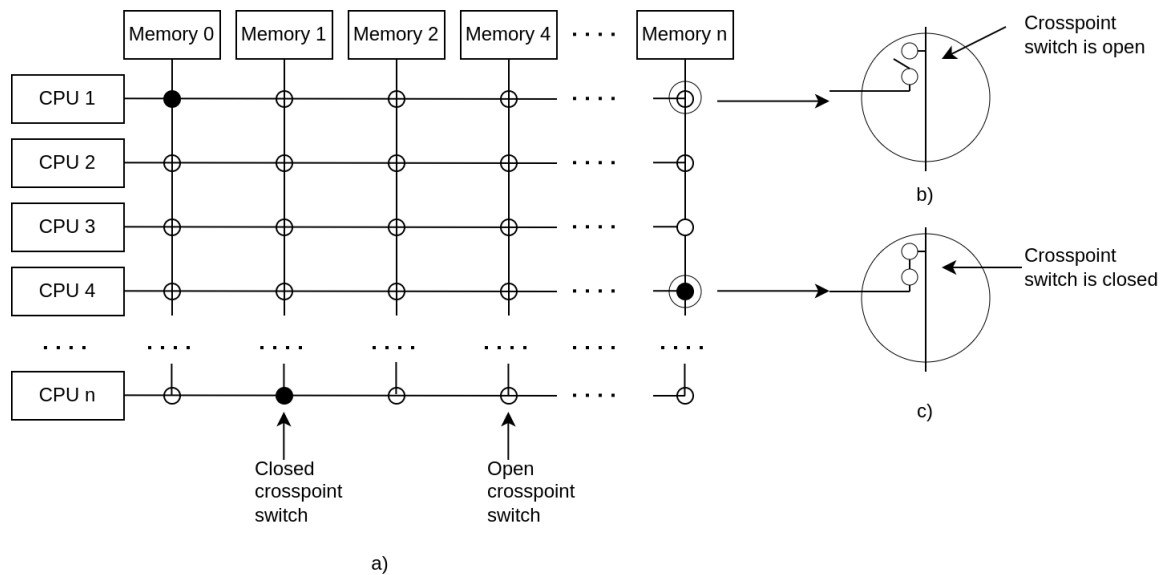 Memory 0
Memory 1
Memory 2
Memory 4
. . . .
Memory n
Crosspoint
switch is open
CPU 1
. . . .
CPU 2
. . . .
b)
CPU 3
. . . .
Crosspoint
switch is closed
CPU 4
. . . .
. . . .
. . . .
. . . .
. . . .
. . . .
. . . .
. . . .
CPU n
. . . .
c)
Closed
crosspoint
switch
Open
crosspoint
switch
a)